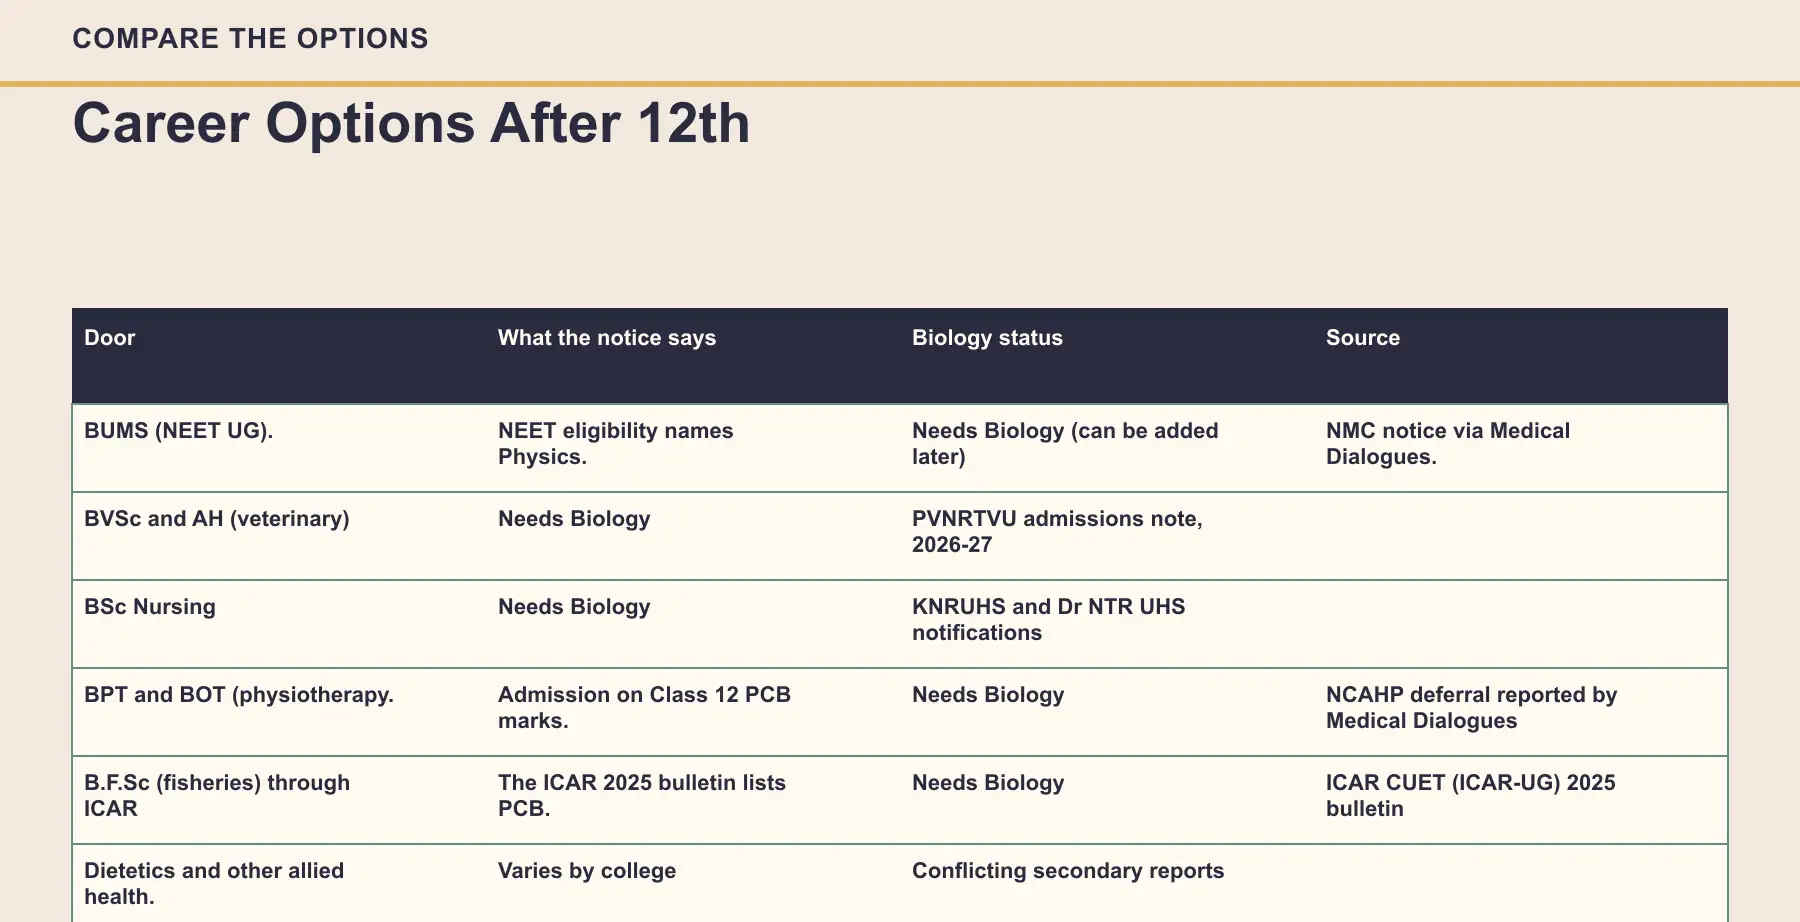 COMPARE THE OPTIONS
Career Options After 12th
Door
What the notice says
Biology status
Source
BUMS (NEET UG).
NEET eligibility names
Physics.
Needs Biology (can be added
later)
NMC notice via Medical
Dialogues.
BVSc and AH (veterinary)
Needs Biology
PVNRTVU admissions note,
2026-27
BSc Nursing
Needs Biology
KNRUHS and Dr NTR UHS
notifications
BPT and BOT (physiotherapy.
Admission on Class 12 PCB
marks.
Needs Biology
NCAHP deferral reported by
Medical Dialogues
B.F.Sc (fisheries) through
ICAR
The ICAR 2025 bulletin lists
PCB.
Needs Biology
ICAR CUET (ICAR-UG) 2025
bulletin
Dietetics and other allied
health.
Varies by college
Conflicting secondary reports